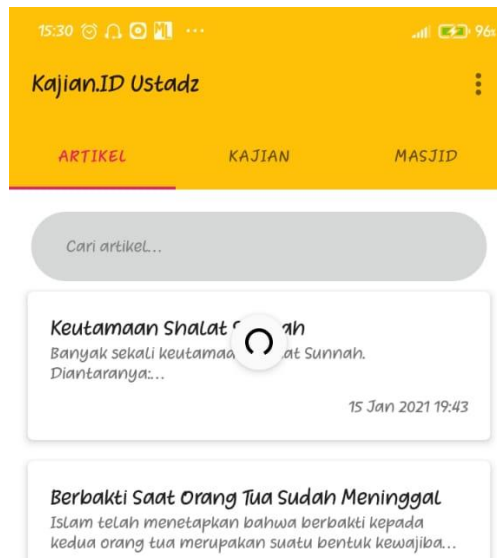 15:30 ... 96%
Kajian.ID Ustadz
ARTIKEL KAJIAN MASJID
Cari artikel...
Keutamaan Shalat
Banyak sekali Sunnah.
Diantaranya:...
15 Jan 2021 19:43
Berbakti Saat Orang Tua Sudah Meninggal
Islam telah menetapkan bahwa berbakti kepada
kedua orang tua merupakan suatu bentuk kewajiba...